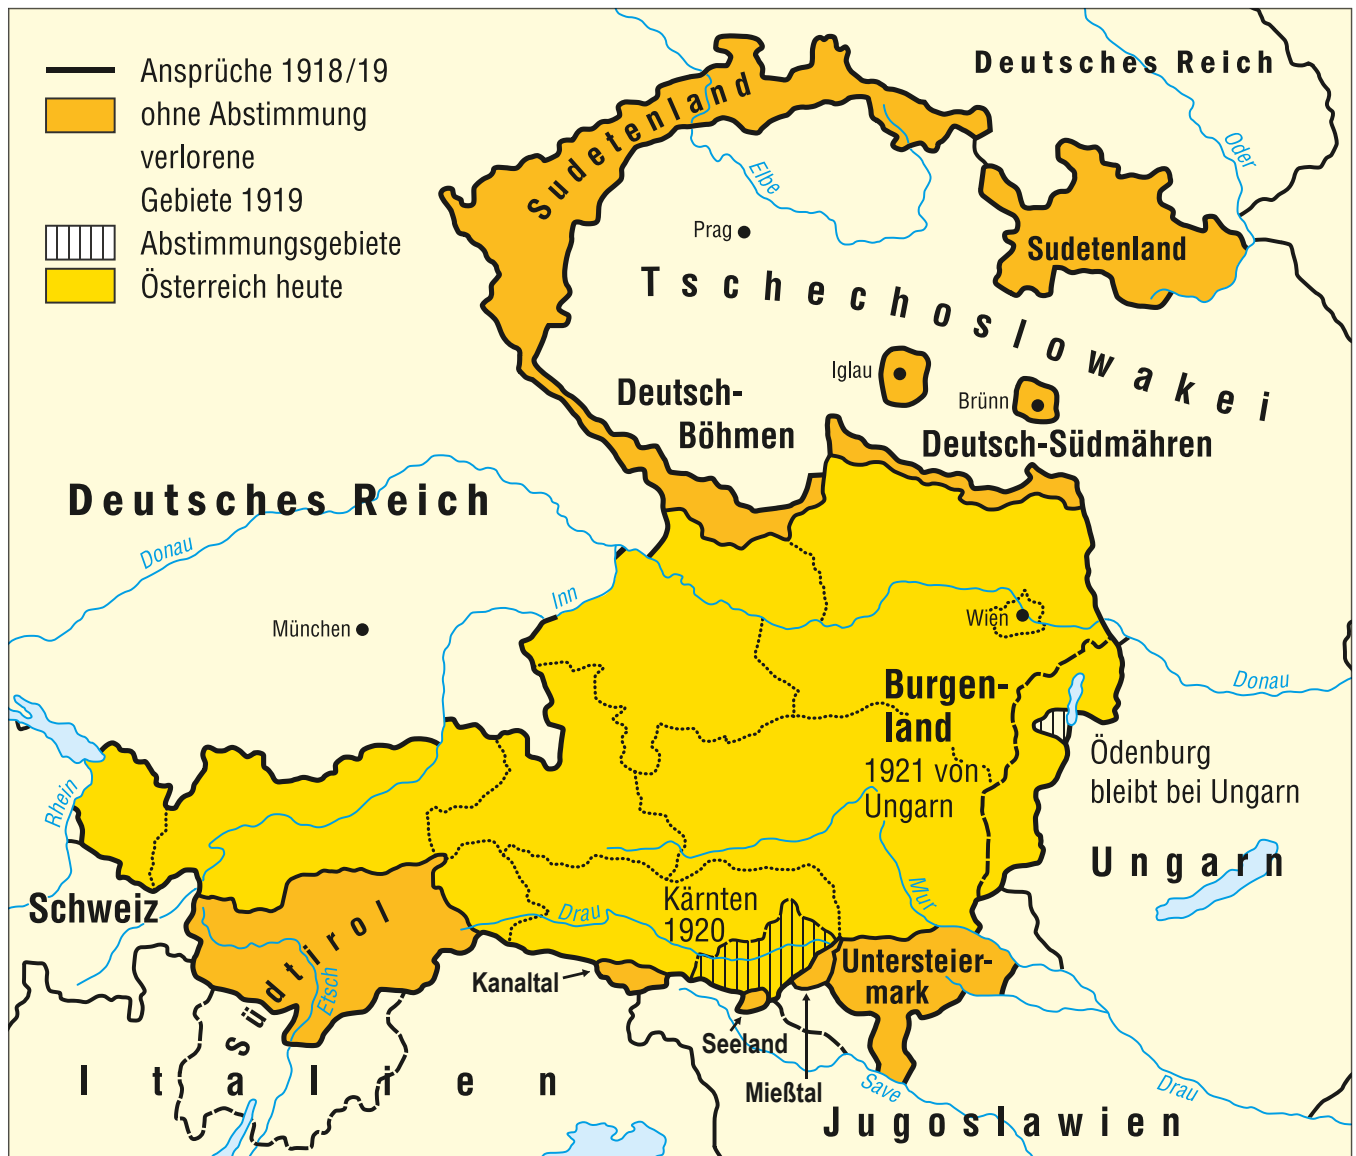 Ansprüche 1918/19
ohne Abstimmung
verlorene
Gebiete 1919
Abstimmungsgebiete
Österreich heute
Deutsches Reich
Sudetenland
Elbe
Oder
Prag
Sudetenland
Tschechoslowakei
Iglau
Brünn
Deutsch-
Böhmen
Deutsch-Südmähren
Deutsches Reich
Donau
Inn
München
Wien
Donau
Burgen-
land
1921 von
Ungarn
Ödenburg
bleibt bei Ungarn
Rhein
Ungarn
Schweiz
Kärnten
1920
Drau
Mur
Südtirol
Etsch
Kanaltal
Untersteier-
mark
Seeland
Mießtal
Italien
Save
Drau
Jugoslawien